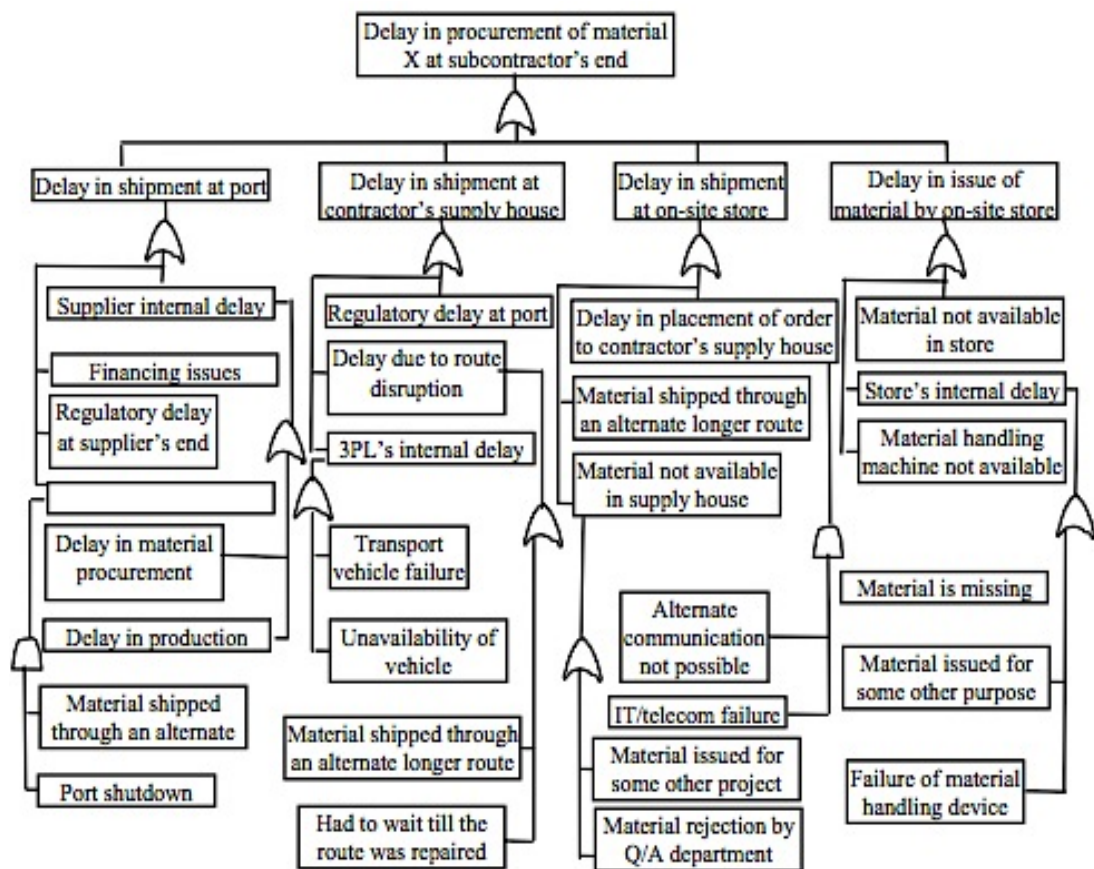 Delay in procurement of material
X at subcontractor's end
Delay in shipment at port
Delay in shipment at
contractor's supply house
Delay in shipment
at on-site store
Delay in issue of
material by on-site store
Supplier internal delay
Financing issues
Regulatory delay
at supplier's end
Delay in material
procurement
Delay in production
Material shipped
through an alternate
Port shutdown
Regulatory delay at port
Delay due to route
disruption
3PL's internal delay
Transport
vehicle failure
Unavailability of
vehicle
Material shipped through
an alternate longer route
Had to wait till the
route was repaired
Delay in placement of order
to contractor's supply house
Material shipped through
an alternate longer route
Material not available
in supply house
Alternate
communication
not possible
IT/telecom failure
Material issued for
some other project
Material rejection by
Q/A department
Material not available
in store
Store's internal delay
Material handling
machine not available
Material is missing
Material issued for
some other purpose
Failure of material
handling device